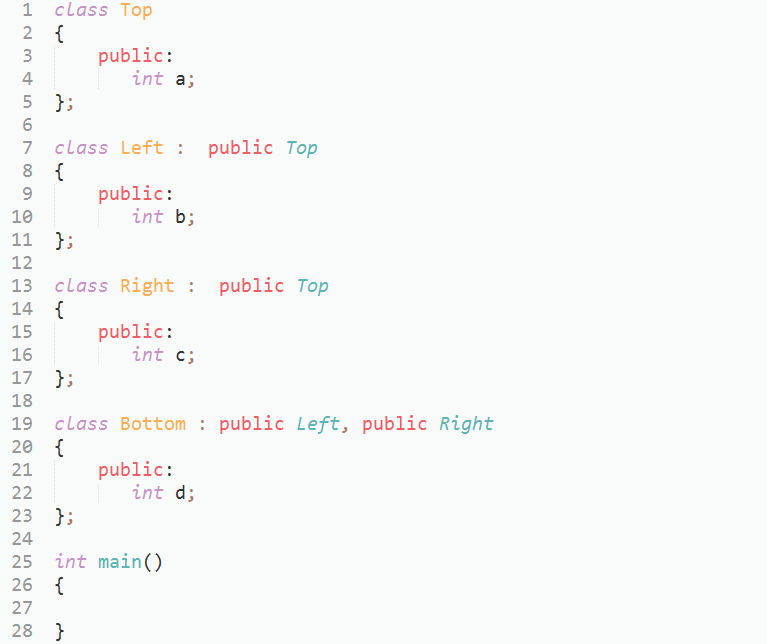 1 class Top
2 {
3     public:
4        int a;
5 };
6
7 class Left :  public Top
8 {
9     public:
10        int b;
11 };
12
13 class Right :  public Top
14 {
15     public:
16        int c;
17 };
18
19 class Bottom : public Left, public Right
20 {
21     public:
22        int d;
23 };
24
25 int main()
26 {
27
28 }